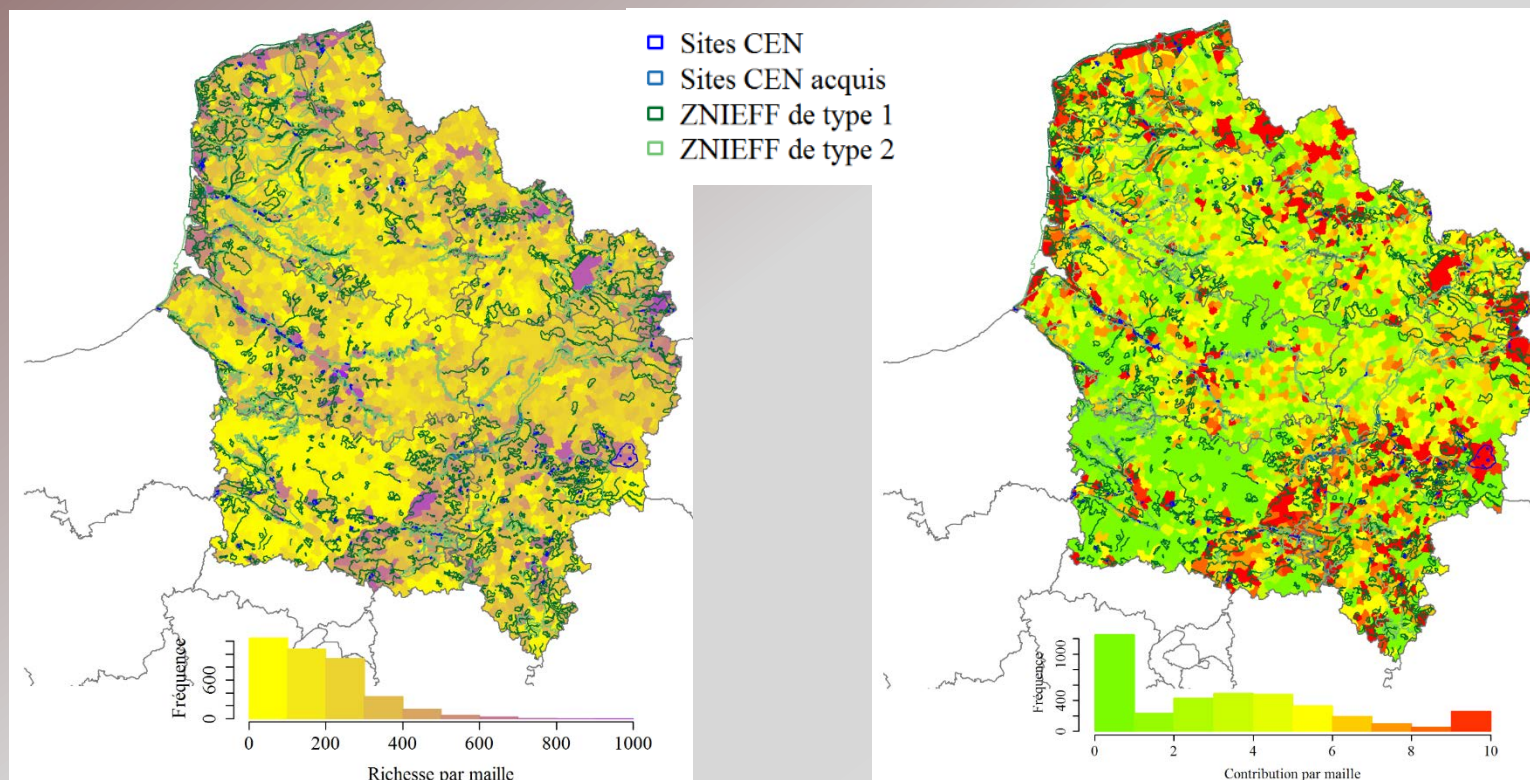 Sites CEN
Sites CEN acquis
ZNIEFF de type 1
ZNIEFF de type 2
Fréquence
0
600
0
200
400
600
800
1000
Richesse par maille
Fréquence
0
400
1000
0
2
4
6
8
10
Contribution par maille